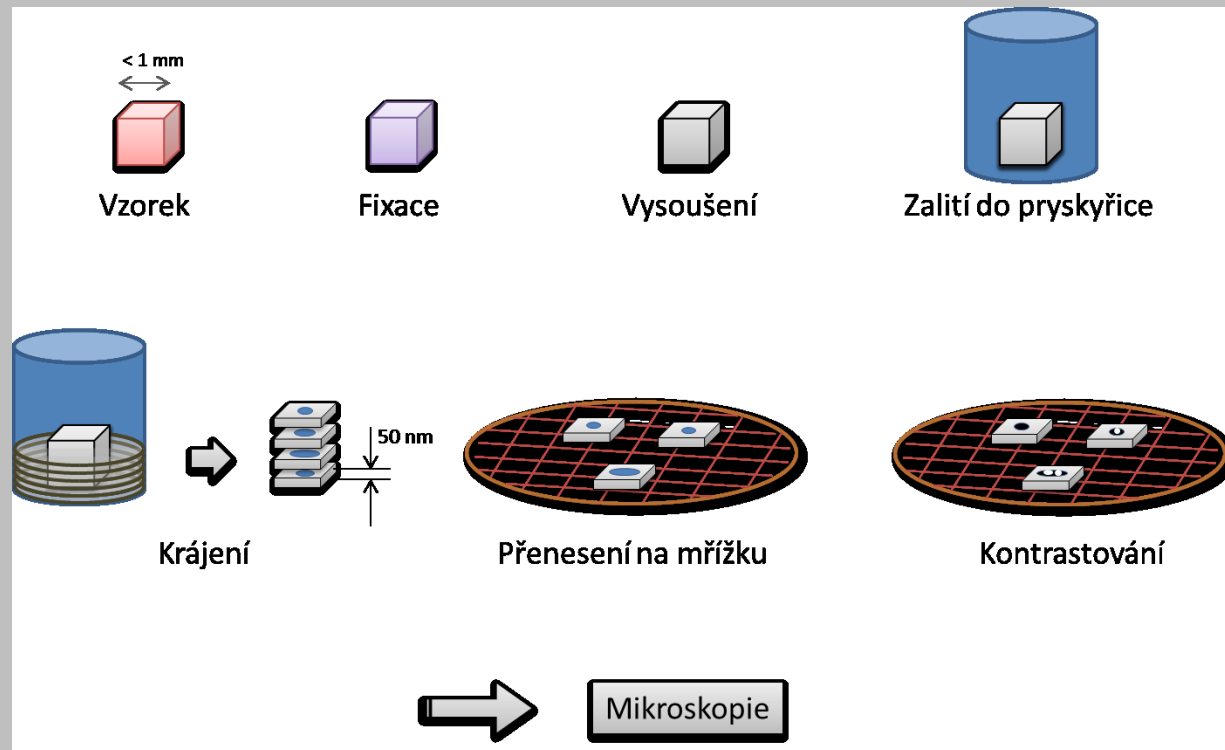 < 1 mm
Vzorek
Fixace
Vysoušení
Zalití do pryskyřice
50 nm
Krájení
Přenesení na mřížku
Kontrastování
Mikroskopie